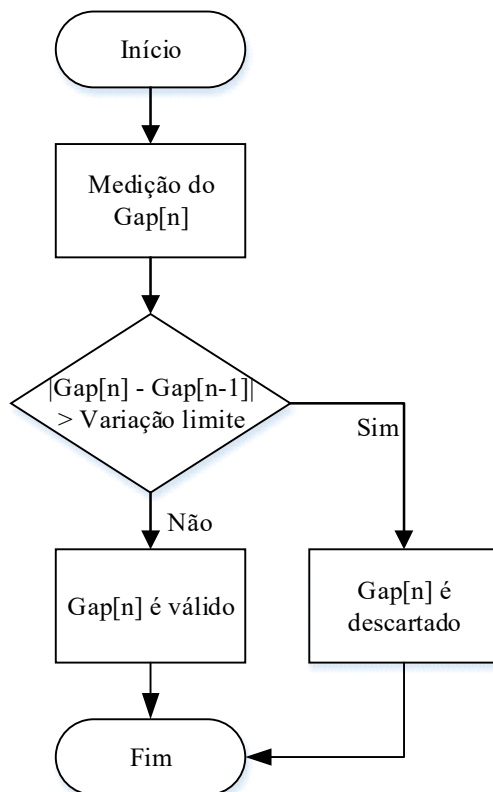 Início
Medição do
Gap[n]
|Gap[n] - Gap[n-1]|
> Variação limite
Sim
Não
Gap[n] é válido
Gap[n] é
descartado
Fim